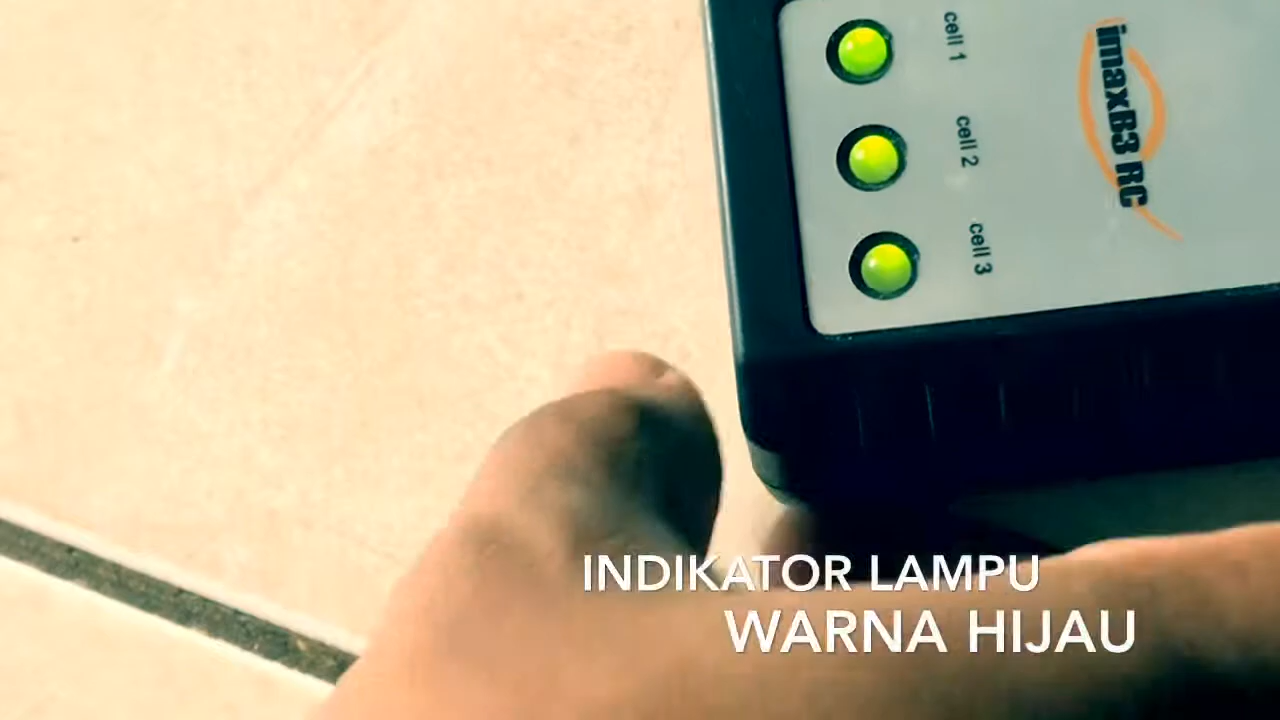 cell 1
cell 2
cell 3
imaxB3 RC
INDIKATOR LAMPU
WARNA HIJAU